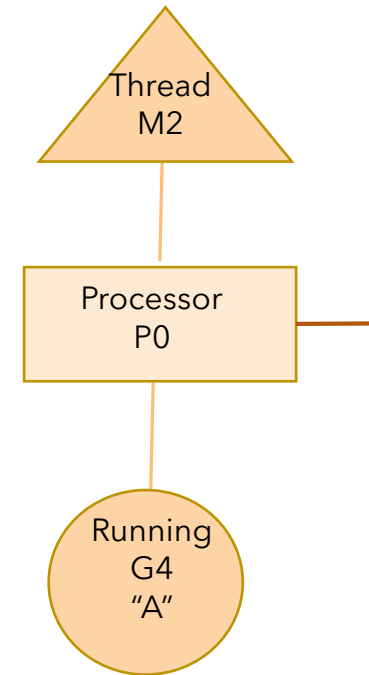 Thread
M2
Processor
P0
Running
G4
“A”